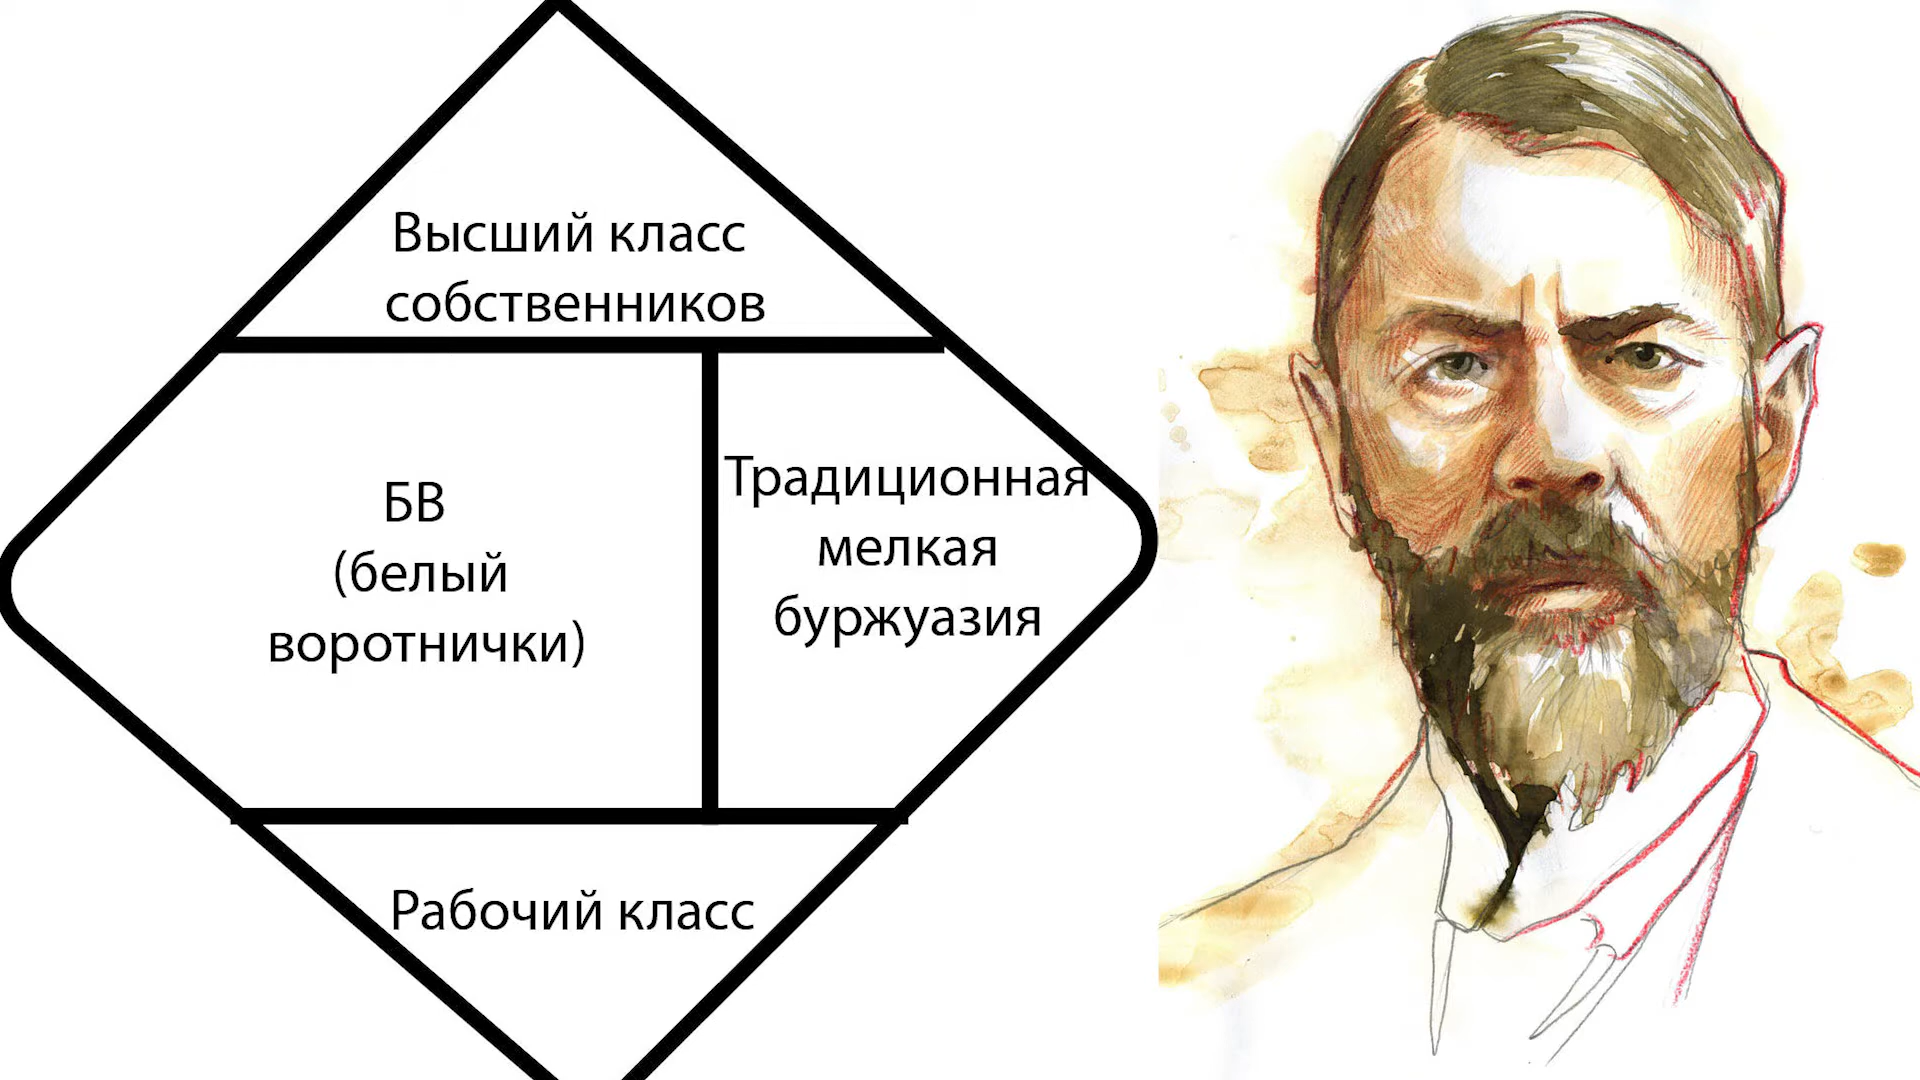 Высший класс
собственников
БВ
(белый
воротнички)
Традиционная
мелкая
буржуазия
Рабочий класс